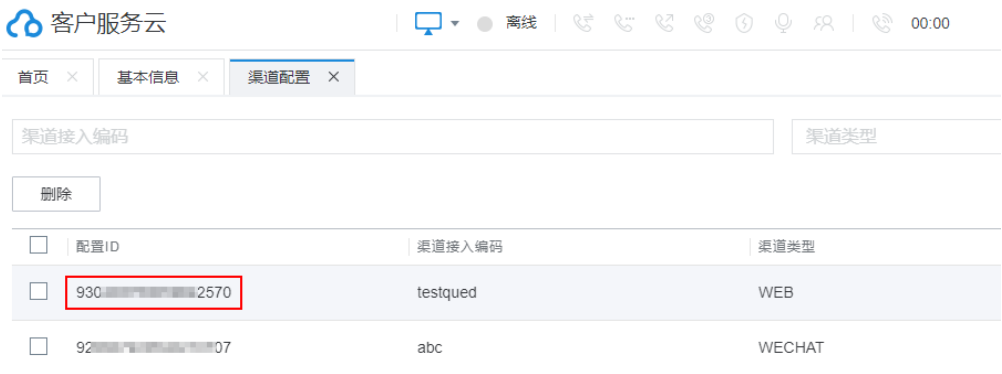 客户服务云
离线 00:00
首页 基本信息 渠道配置
渠道接入编码 渠道类型
删除
配置ID 渠道接入编码 渠道类型
930 2570 testqued WEB
92 07 abc WECHAT